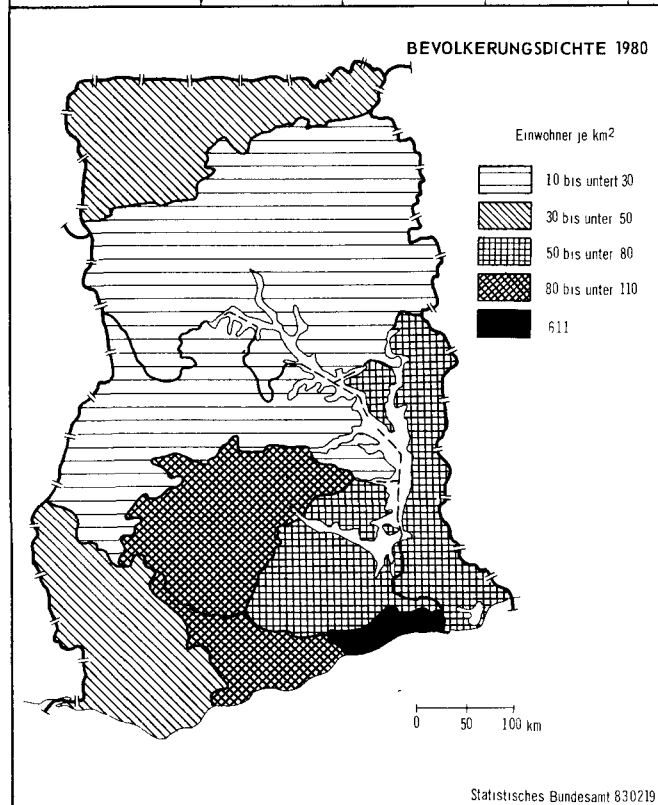 BEVOLKERUNGSDICHTE 1980
Einwohner je km²
10 bis untert 30
30 bis unter 50
50 bis unter 80
80 bis unter 110
611
0 50 100 km
Statistisches Bundesamt 830219